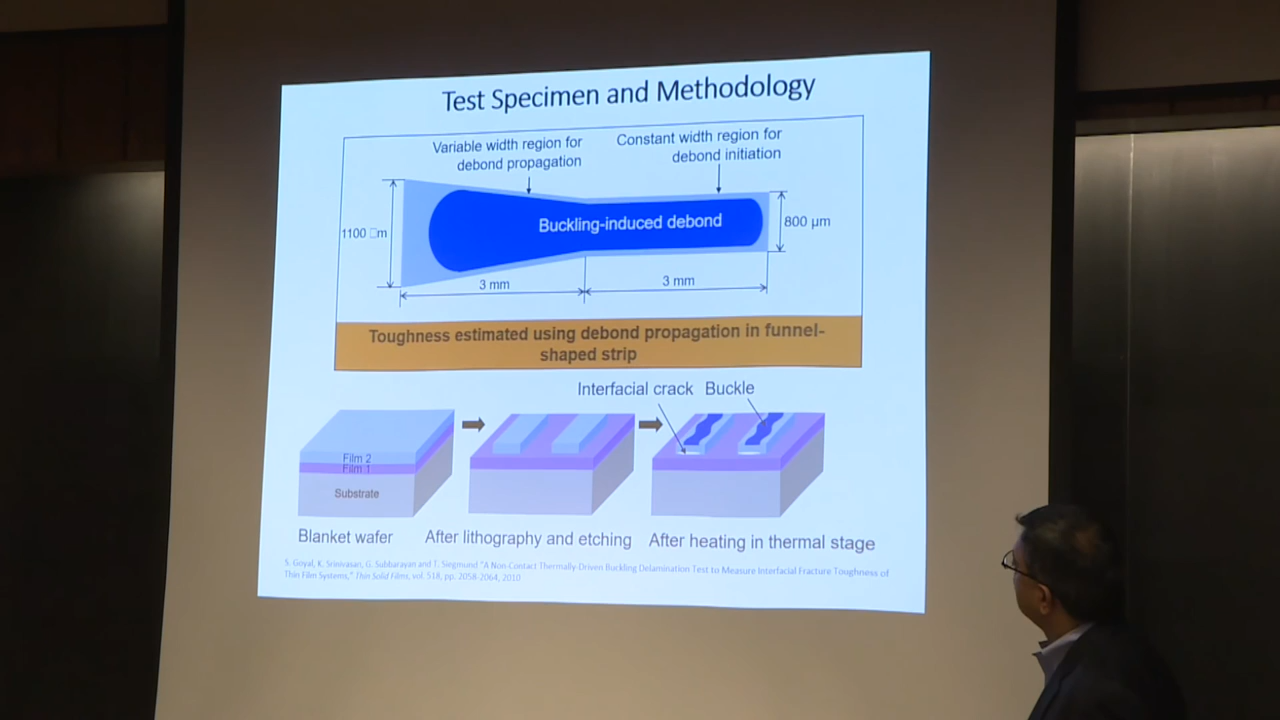 Test Specimen and Methodology
Variable width region for
debond propagation
Constant width region for
debond initiation
1100 □m
Buckling-induced debond
800 µm
3 mm
3 mm
Toughness estimated using debond propagation in funnel-
shaped strip
Interfacial crack
Buckle
Film 2
Film 1
Substrate
Blanket wafer
After lithography and etching
After heating in thermal stage
S. Goyal, K. Srinivasan, G. Subbarayan and T. Siegmund "A Non Contact Thermally-Driven Buckling Delamination Test to Measure Interfacial Fracture Toughness of
Thin Film Systems," Thin Solid Films, vol. 518, pp. 2058-2064, 2010